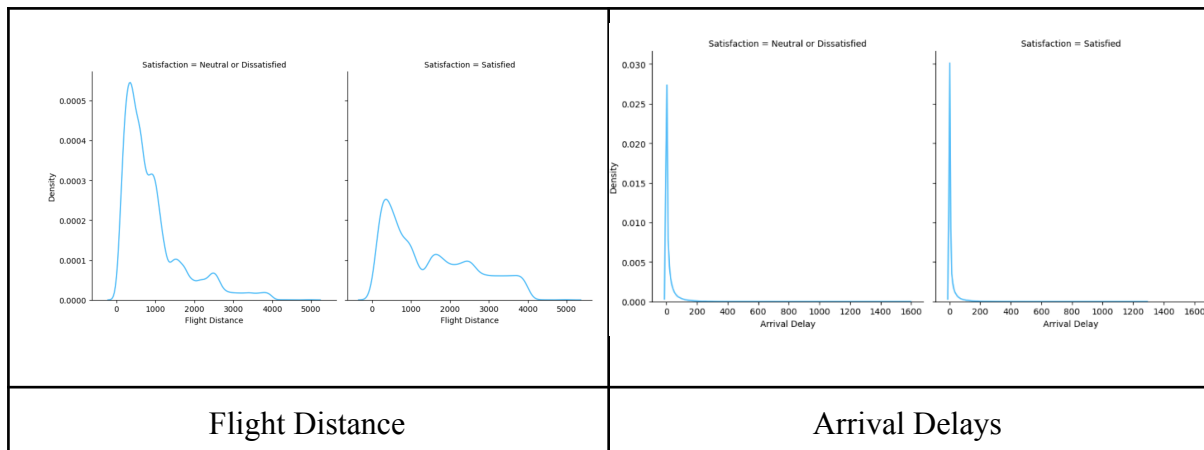 Satisfaction = Neutral or Dissatisfied
Satisfaction = Satisfied
0.0005
0.0004
0.0003
0.0002
0.0001
0.0000
Density
0 1000 2000 3000 4000 5000
0 1000 2000 3000 4000 5000
Flight Distance
Flight Distance
Satisfaction = Neutral or Dissatisfied
Satisfaction = Satisfied
0.030
0.025
0.020
0.015
0.010
0.005
0.000
Density
0 200 400 600 800 1000 1200 1400 1600
0 200 400 600 800 1000 1200 1400 1600
Arrival Delay
Arrival Delay
Flight Distance
Arrival Delays